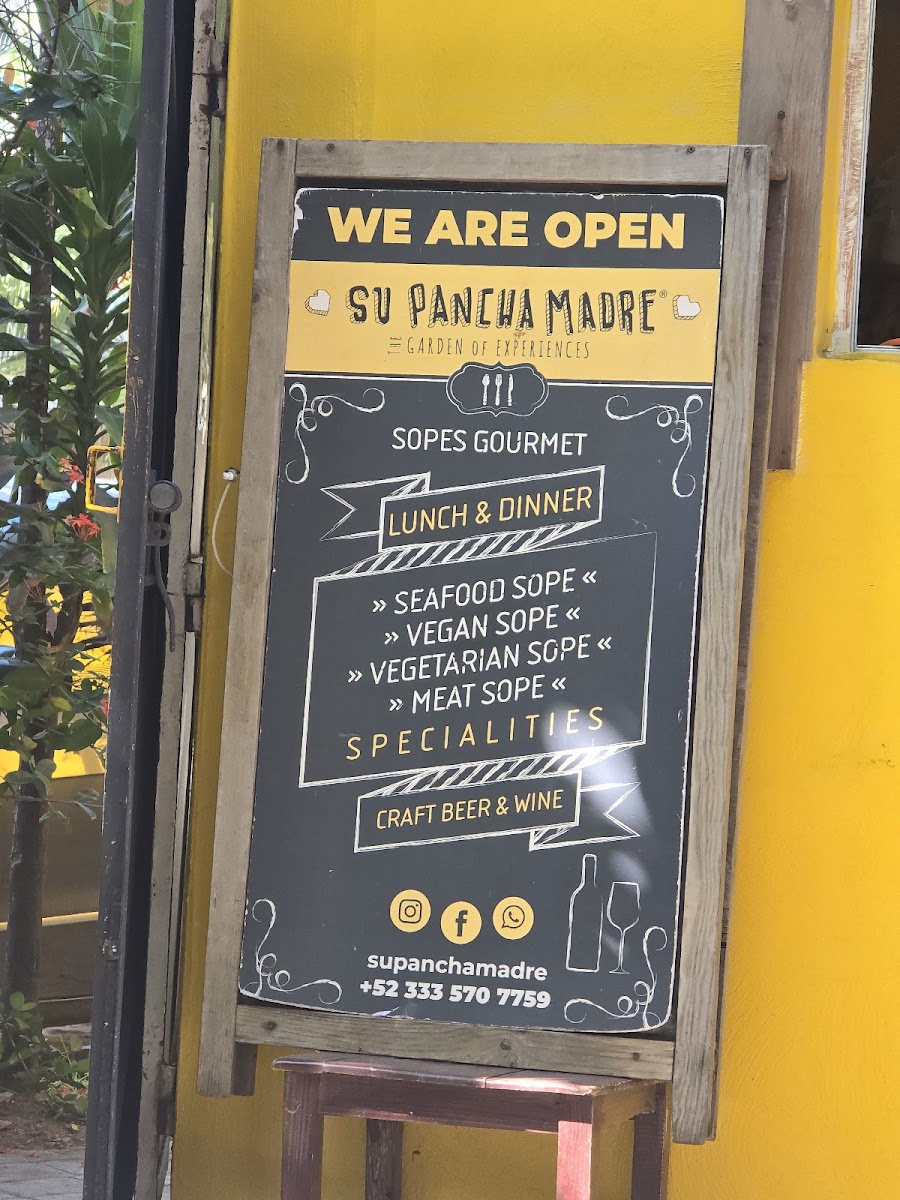 WE ARE OPEN
SU PANCHA MADRE®
THE GARDEN OF EXPERIENCES
SOPES GOURMET
LUNCH & DINNER
» SEAFOOD SOPE «
» VEGAN SOPE «
» VEGETARIAN SOPE «
» MEAT SOPE «
SPECIALITIES
CRAFT BEER & WINE
supanchamadre
+52 333 570 7759